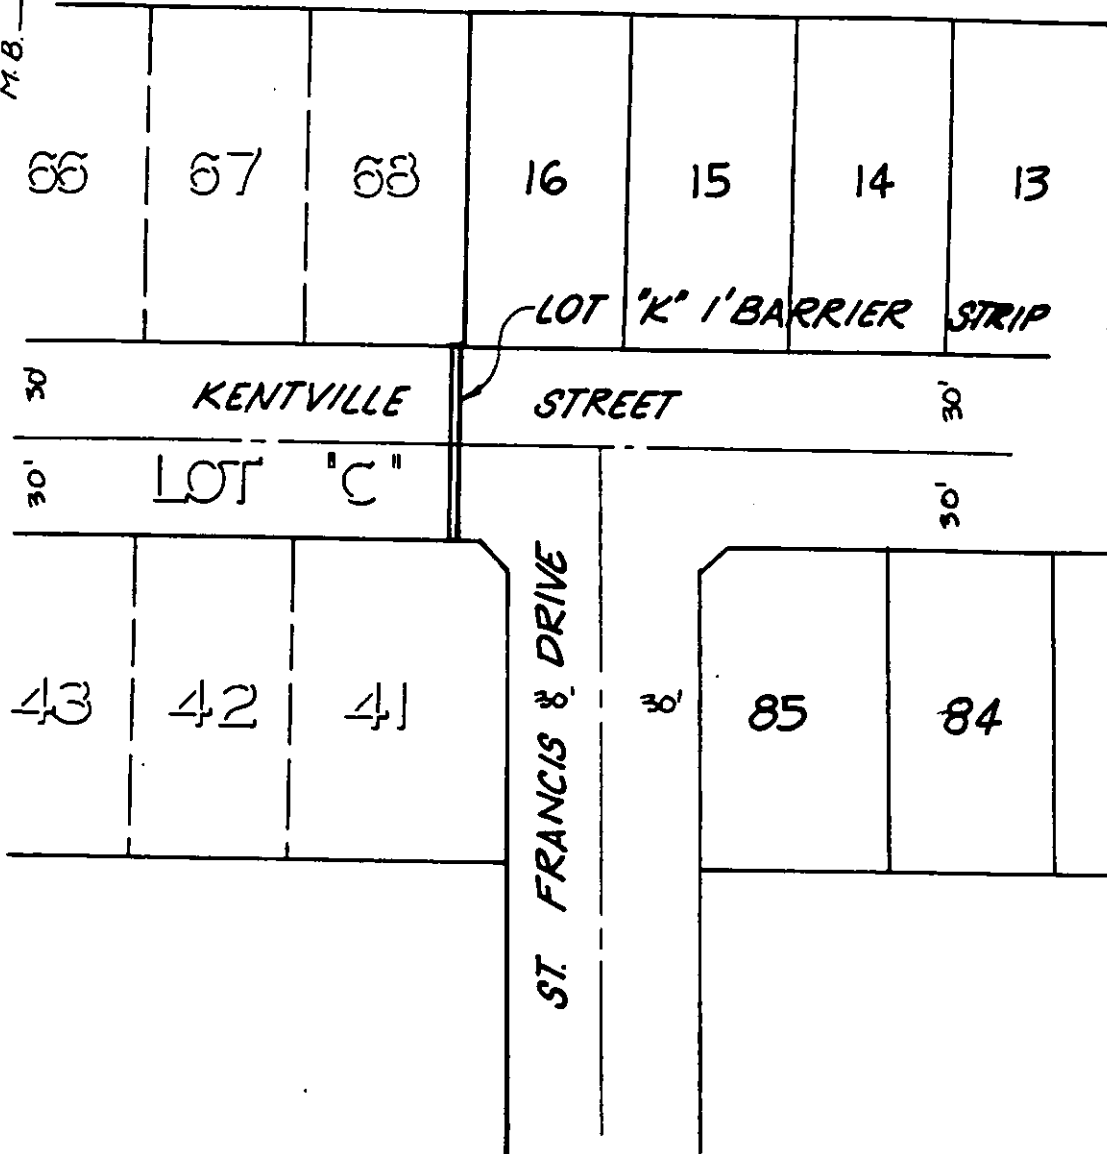 M.B.
66 67 68 16 15 14 13
LOT "K" 1' BARRIER STRIP
30' KENTVILLE STREET 30'
30' LOT "C" 30'
43 42 41 ST. FRANCIS 30' DRIVE 30' 85 84